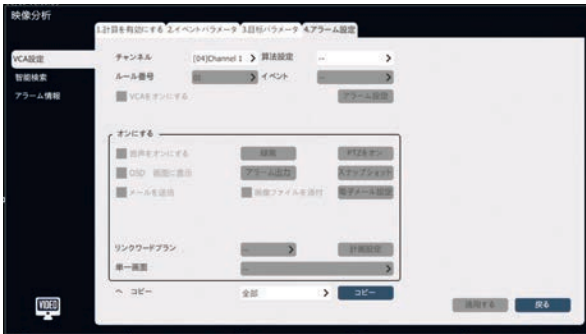 映像分析
1.計算を有効にする 2.イベントパラメータ 3.目标パラメータ 4.アラーム設定
VCA設定
智能検索
アラーム情報
チャンネル [04]Channel 1 算法設定 --
ルール番号 イベント --
VCAをオンにする アラーム設定
オンにする
音声をオンにする 録画 PTZをオン
OSD 画面に表示 アラーム出力 スナップショット
メールを送信 画像ファイルを添付 電子メール設定
リンクワードプラン -- 計画設定
単一画面 --
へ コピー 全部 コピー
適用する 戻る
VIDEO